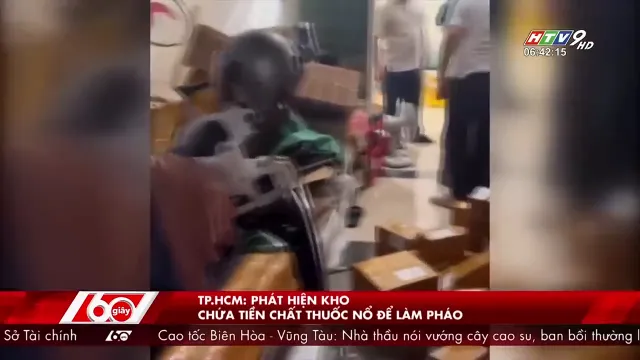 HTV9 HD
06:42:15
60 giây
TP.HCM: PHÁT HIỆN KHO
CHỨA TIỀN CHẤT THUỐC NỔ ĐỂ LÀM PHÁO
Sở Tài chính 60 Cao tốc Biên Hòa - Vũng Tàu: Nhà thầu nói vướng cây cao su, ban bồi thường